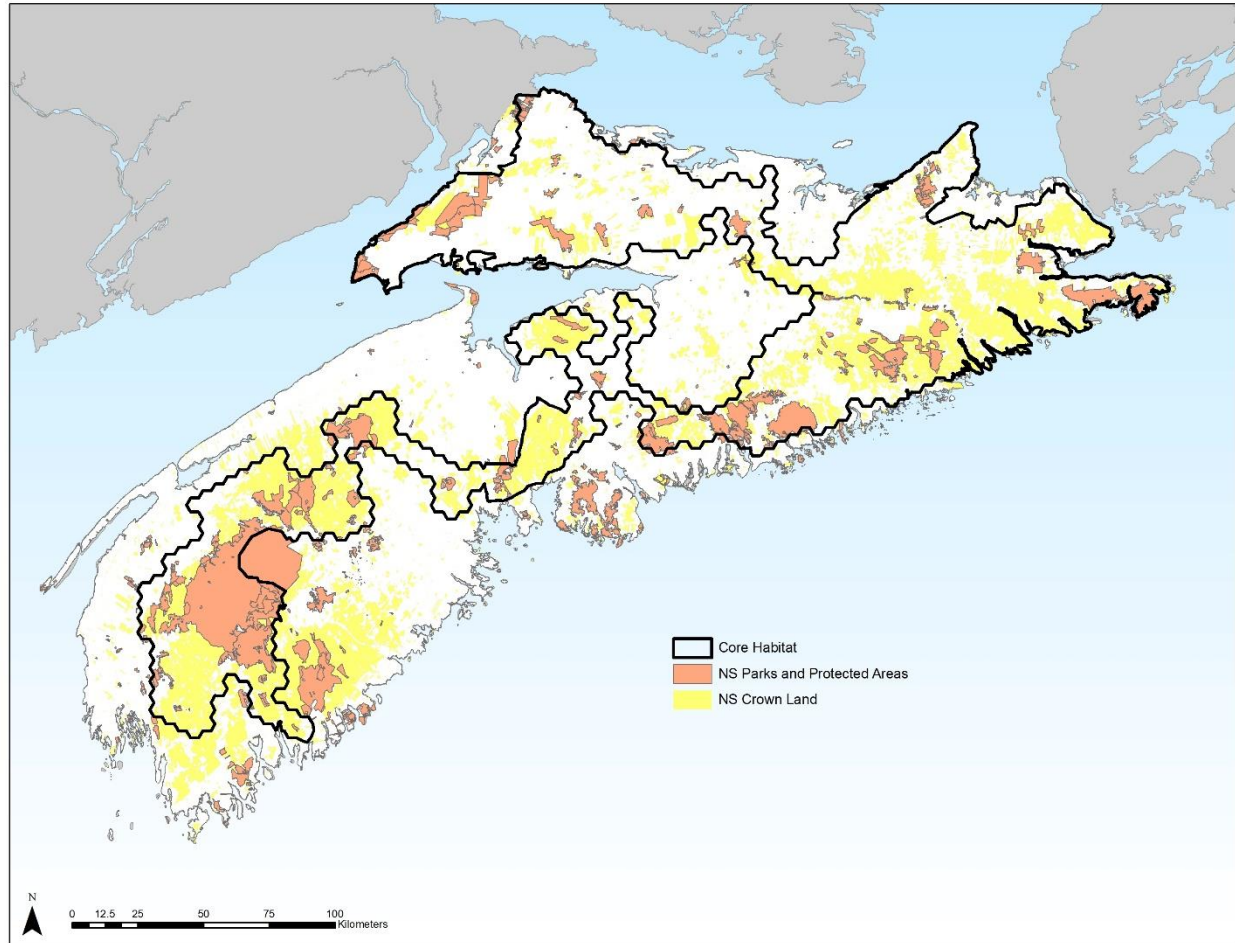 Core Habitat
NS Parks and Protected Areas
NS Crown Land
N
0 12.5 25 50 75 100
Kilometers